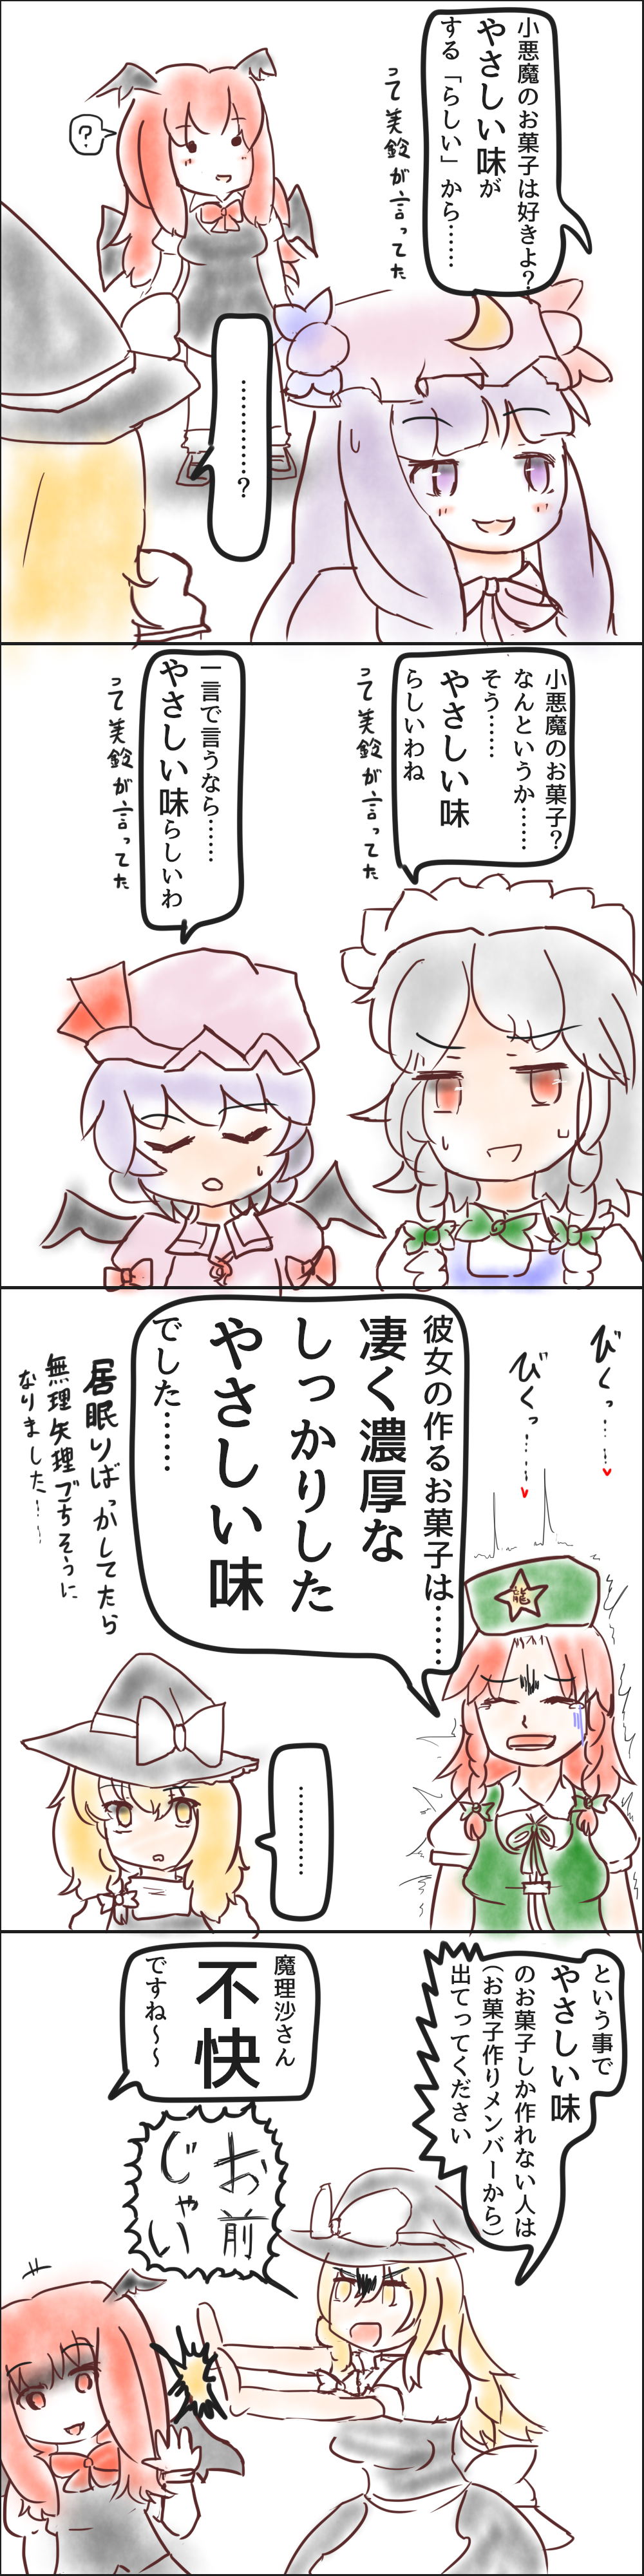 小悪魔のお菓子は好きよ?
やさしい味が
する「らしい」から……
って美鈴が言ってた
?
…………?
小悪魔のお菓子?
なんというか……
そう……
やさしい味
らしいわね
って美鈴が言ってた
一言で言うなら……
やさしい味らしいわ
って美鈴が言ってた
びくっ…‥
びくっ…‥
彼女の作るお菓子は……
凄く濃厚な
しっかりした
やさしい味
でした……
居眠りばっかしてたら
無理矢理ごちそうに
なりました…‥
龍
…………
という事で
やさしい味
のお菓子しか作れない人は
(お菓子作りメンバーから)
出てってください
魔理沙さん
不快
ですね~~
お前
じゃい